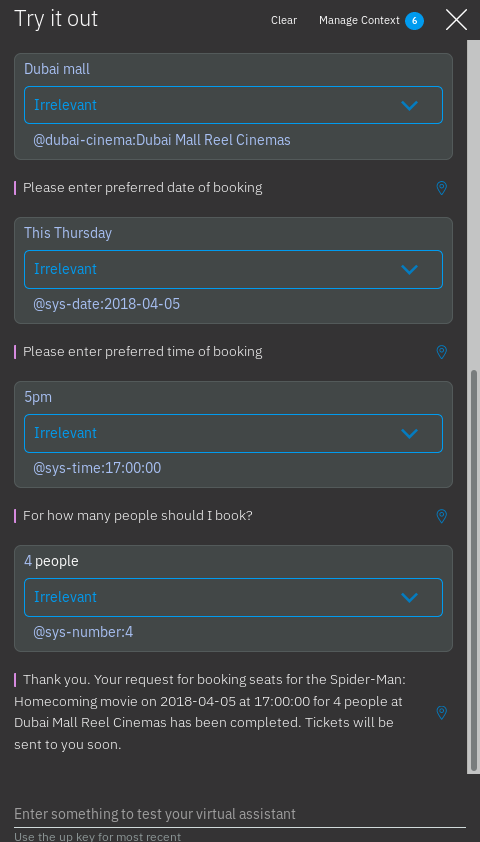 Try it out
Clear
Manage Context 6
Dubai mall
Irrelevant
@dubai-cinema:Dubai Mall Reel Cinemas
Please enter preferred date of booking
This Thursday
Irrelevant
@sys-date:2018-04-05
Please enter preferred time of booking
5pm
Irrelevant
@sys-time:17:00:00
For how many people should I book?
4 people
Irrelevant
@sys-number:4
Thank you. Your request for booking seats for the Spider-Man:
Homecoming movie on 2018-04-05 at 17:00:00 for 4 people at
Dubai Mall Reel Cinemas has been completed. Tickets will be
sent to you soon.
Enter something to test your virtual assistant
Use the up key for most recent